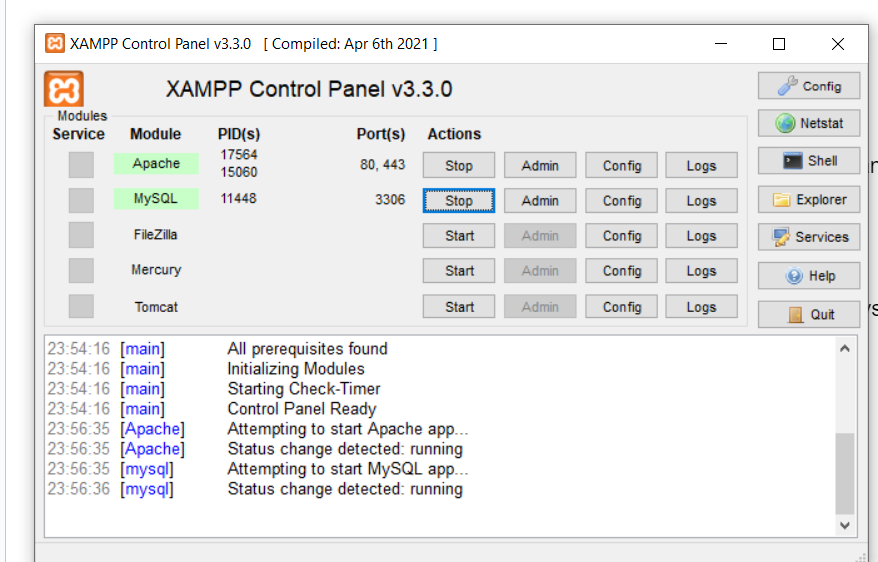 XAMPP Control Panel v3.3.0 [ Compiled: Apr 6th 2021 ]
XAMPP Control Panel v3.3.0
Config
Modules
Service Module PID(s) Port(s) Actions
Netstat
Apache 17564 15060 80, 443 Stop Admin Config Logs
Shell
MySQL 11448 3306 Stop Admin Config Logs
Explorer
FileZilla Start Admin Config Logs
Services
Mercury Start Admin Config Logs
Help
Tomcat Start Admin Config Logs
Quit
23:54:16 [main] All prerequisites found
23:54:16 [main] Initializing Modules
23:54:16 [main] Starting Check-Timer
23:54:16 [main] Control Panel Ready
23:56:35 [Apache] Attempting to start Apache app...
23:56:35 [Apache] Status change detected: running
23:56:35 [mysql] Attempting to start MySQL app...
23:56:36 [mysql] Status change detected: running